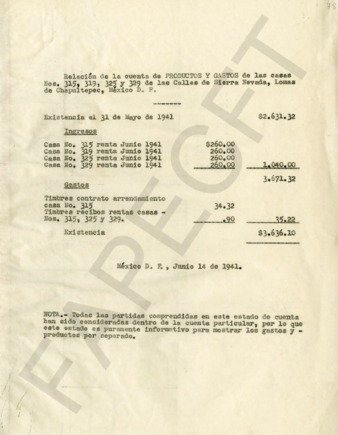 Relación de la cuenta de PRODUCTOS Y GASTOS de las casas
Nos. 315, 319, 325 y 329 de las Calles de Sierra Nevada, Lomas
de Chapultepec, México D. F.
Existencia el 31 de Mayo de 1941 $2,631.32
Ingresos
Casa No. 315 renta Junio 1941 $260.00
Casa No. 319 renta Junio 1941 260.00
Casa No. 325 renta Junio 1941 260.00
Casa No. 329 renta Junio 1941 260.00 1,040.00
3,671.32
Gastos
Timbres contrato arrendamiento
casa No. 315 34.32
Timbres recibos rentas casas -
Nos. 315, 325 y 329. .90 35.22
Existencia $3,636.10
México D. F., Junio 14 de 1941.
NOTA.- Todas las partidas comprendidas en este estado de cuenta
han sido consideradas dentro de la cuenta particular, por lo que
este estado es puramente informativo para mostrar los gastos y -
productos por separado.
FAPECFT